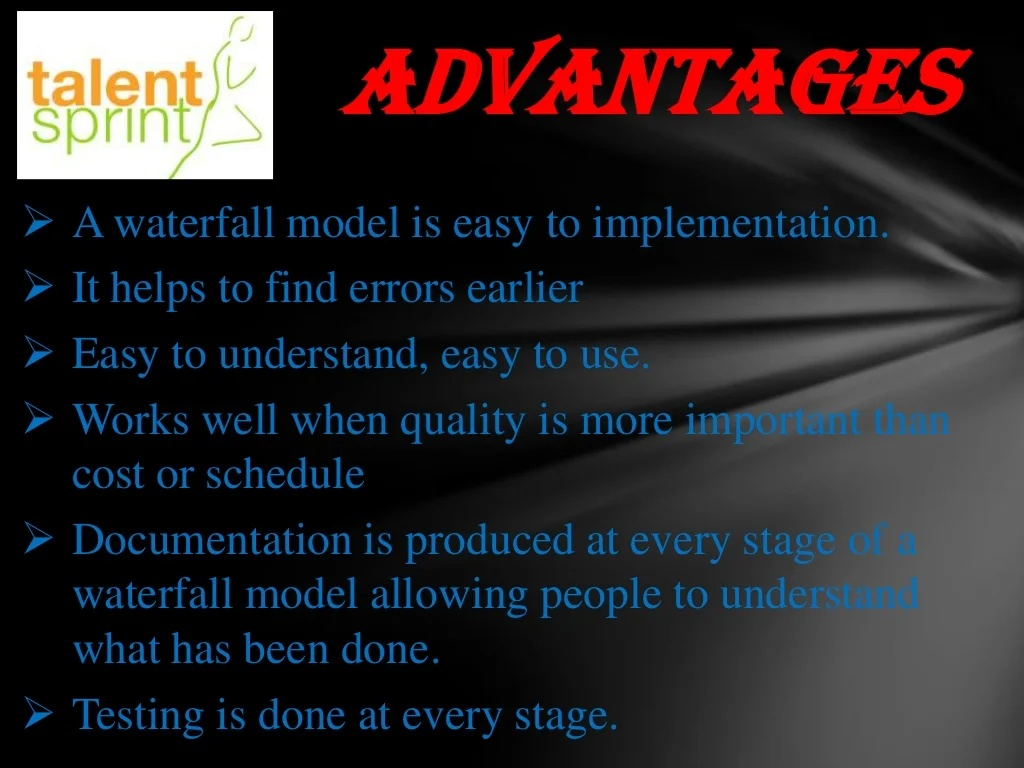 talent
sprint
ADVANTAGES
➢ A waterfall model is easy to implementation.
➢ It helps to find errors earlier
➢ Easy to understand, easy to use.
➢ Works well when quality is more important than
cost or schedule
➢ Documentation is produced at every stage of a
waterfall model allowing people to understand
what has been done.
➢ Testing is done at every stage.